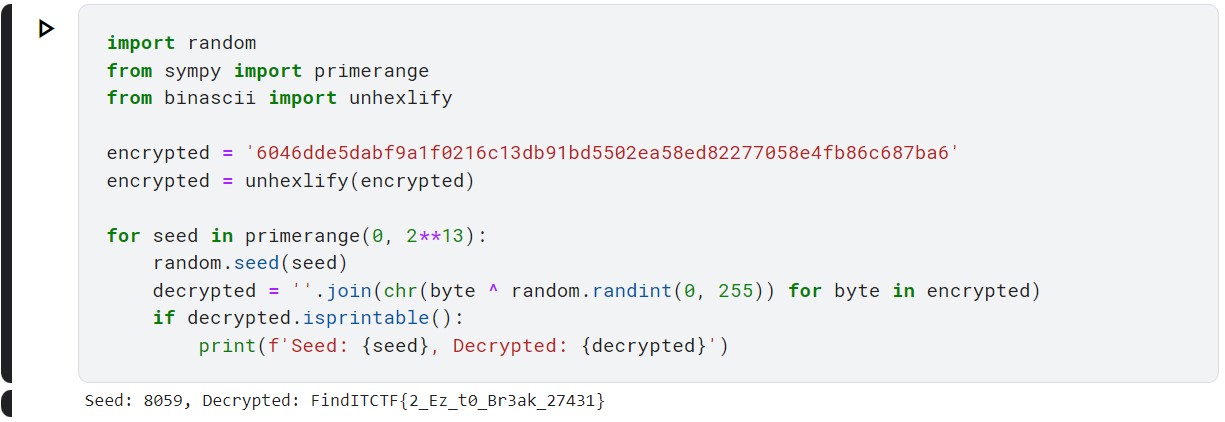 import random
from sympy import primerange
from binascii import unhexlify

encrypted = '6046dde5dabf9a1f0216c13db91bd5502ea58ed82277058e4fb86c687ba6'
encrypted = unhexlify(encrypted)

for seed in primerange(0, 2**13):
    random.seed(seed)
    decrypted = ''.join(chr(byte ^ random.randint(0, 255)) for byte in encrypted)
    if decrypted.isprintable():
        print(f'Seed: {seed}, Decrypted: {decrypted}')
Seed: 8059, Decrypted: FindITCTF{2_Ez_t0_Br3ak_27431}